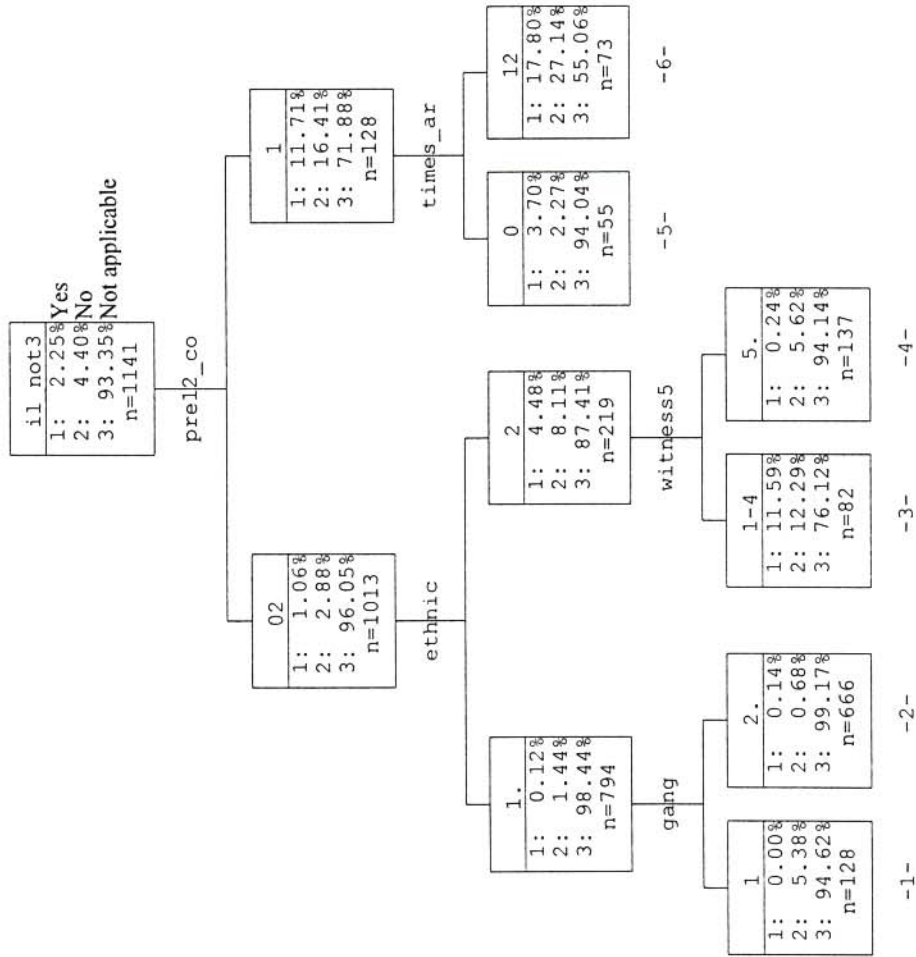 il not3
1: 2.25% Yes
2: 4.40% No
3: 93.35% Not applicable
n=1141
prel2_co
02
1: 1.06%
2: 2.88%
3: 96.05%
n=1013
1
1: 11.71%
2: 16.41%
3: 71.88%
n=128
ethnic
times_ar
1.
1: 0.12%
2: 1.44%
3: 98.44%
n=794
2
1: 4.48%
2: 8.11%
3: 87.41%
n=219
0
1: 3.70%
2: 2.27%
3: 94.04%
n=55
12
1: 17.80%
2: 27.14%
3: 55.06%
n=73
gang
witness5
-5-
-6-
1
1: 0.00%
2: 5.38%
3: 94.62%
n=128
2.
1: 0.14%
2: 0.68%
3: 99.17%
n=666
1-4
1: 11.59%
2: 12.29%
3: 76.12%
n=82
5.
1: 0.24%
2: 5.62%
3: 94.14%
n=137
-1-
-2-
-3-
-4-